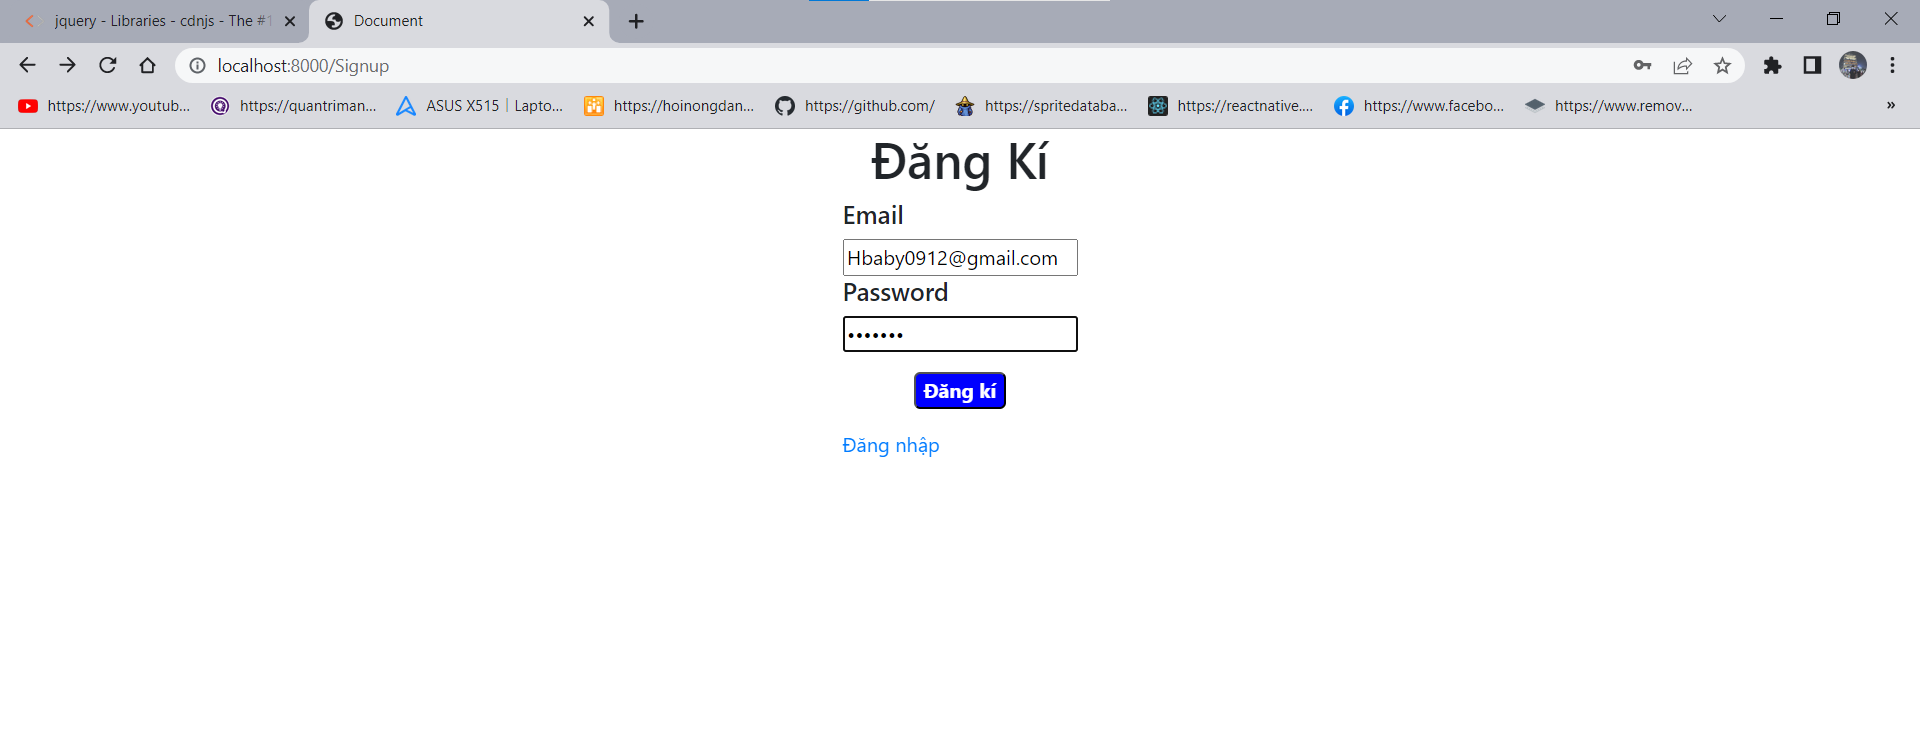 jquery - Libraries - cdnjs - The #1
Document
localhost:8000/Signup
https://www.youtub...
https://quantriman...
ASUS X515 | Lapto...
https://hoinongdan...
https://github.com/
https://spritedataba...
https://reactnative....
https://www.facebo...
https://www.remov...
»
Đăng Kí
Email
Hbaby0912@gmail.com
Password
•••••••
Đăng kí
Đăng nhập